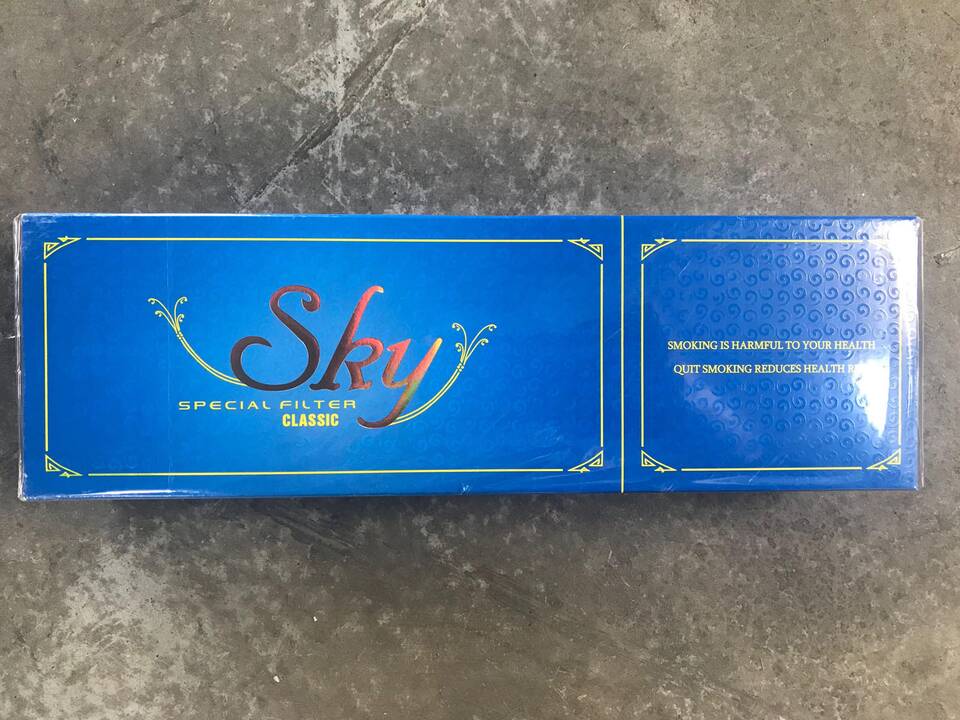 Sky
SPECIAL FILTER
CLASSIC
SMOKING IS HARMFUL TO YOUR HEALTH
QUIT SMOKING REDUCES HEALTH